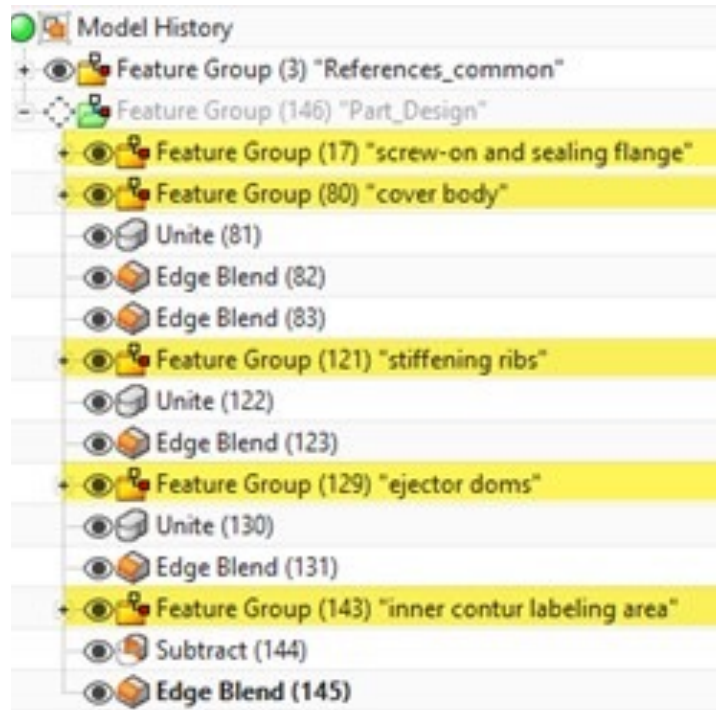 Model History
Feature Group (3) "References_common"
Feature Group (146) "Part_Design"
Feature Group (17) "screw-on and sealing flange"
Feature Group (80) "cover body"
Unite (81)
Edge Blend (82)
Edge Blend (83)
Feature Group (121) "stiffening ribs"
Unite (122)
Edge Blend (123)
Feature Group (129) "ejector doms"
Unite (130)
Edge Blend (131)
Feature Group (143) "inner contur labeling area"
Subtract (144)
Edge Blend (145)